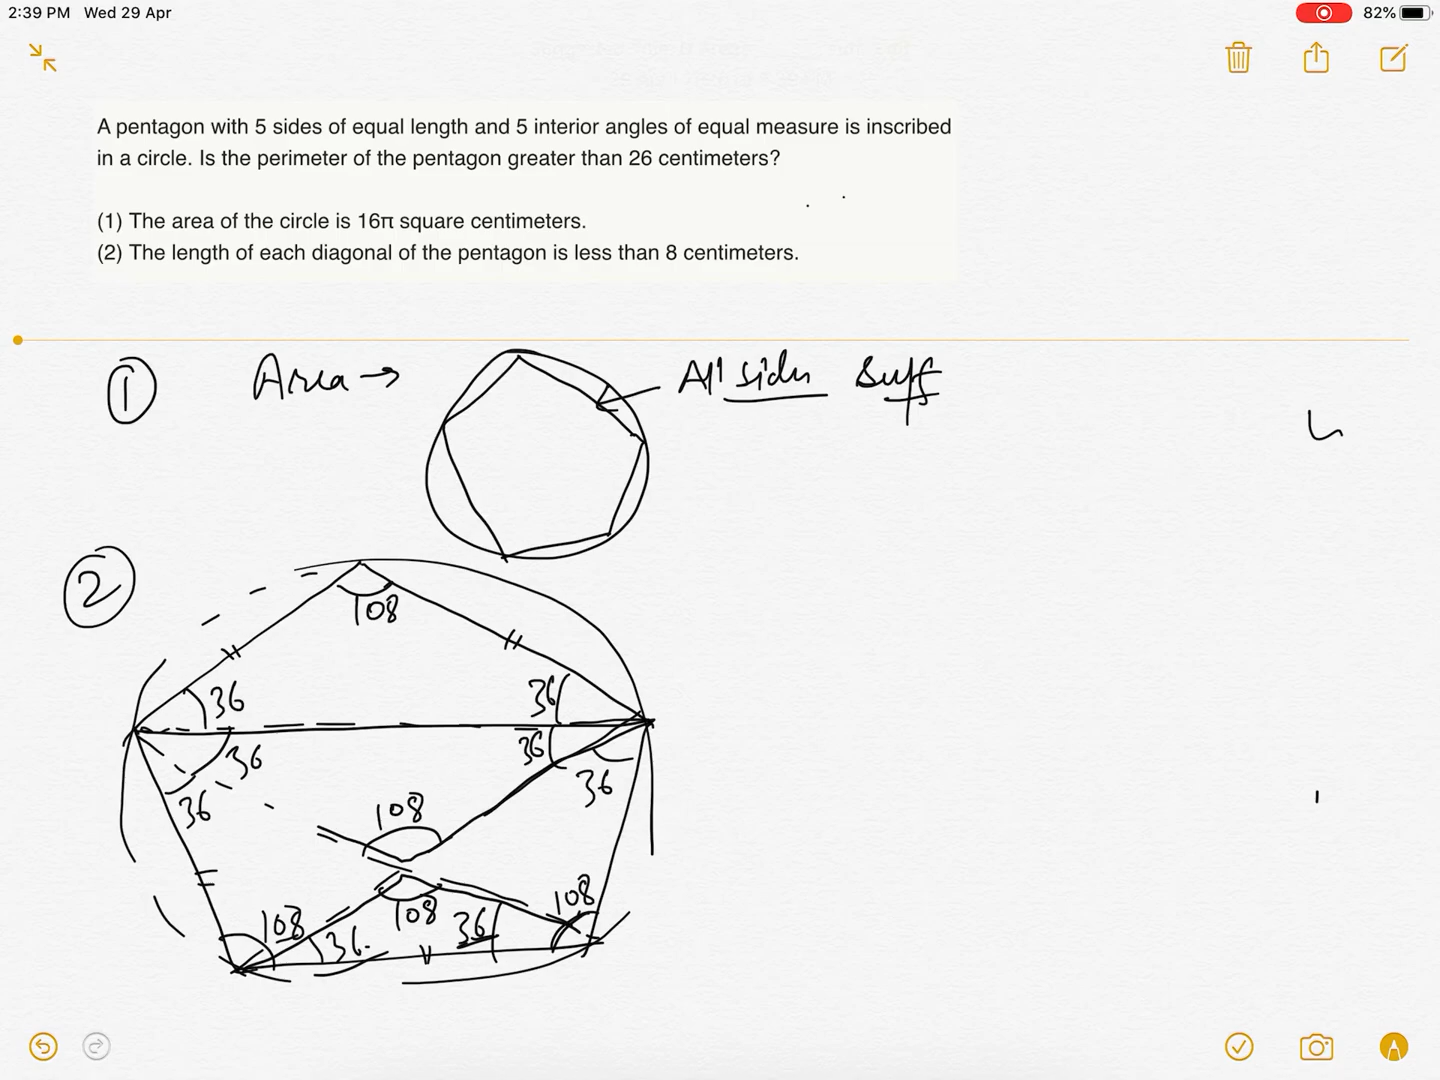 2:39 PM Wed 29 Apr 82%
A pentagon with 5 sides of equal length and 5 interior angles of equal measure is inscribed
in a circle. Is the perimeter of the pentagon greater than 26 centimeters?
(1) The area of the circle is 16π square centimeters.
(2) The length of each diagonal of the pentagon is less than 8 centimeters.
1 Area → All sides Suff
2
108
36 36
36 36
36 36
108
108 108 108
36 36